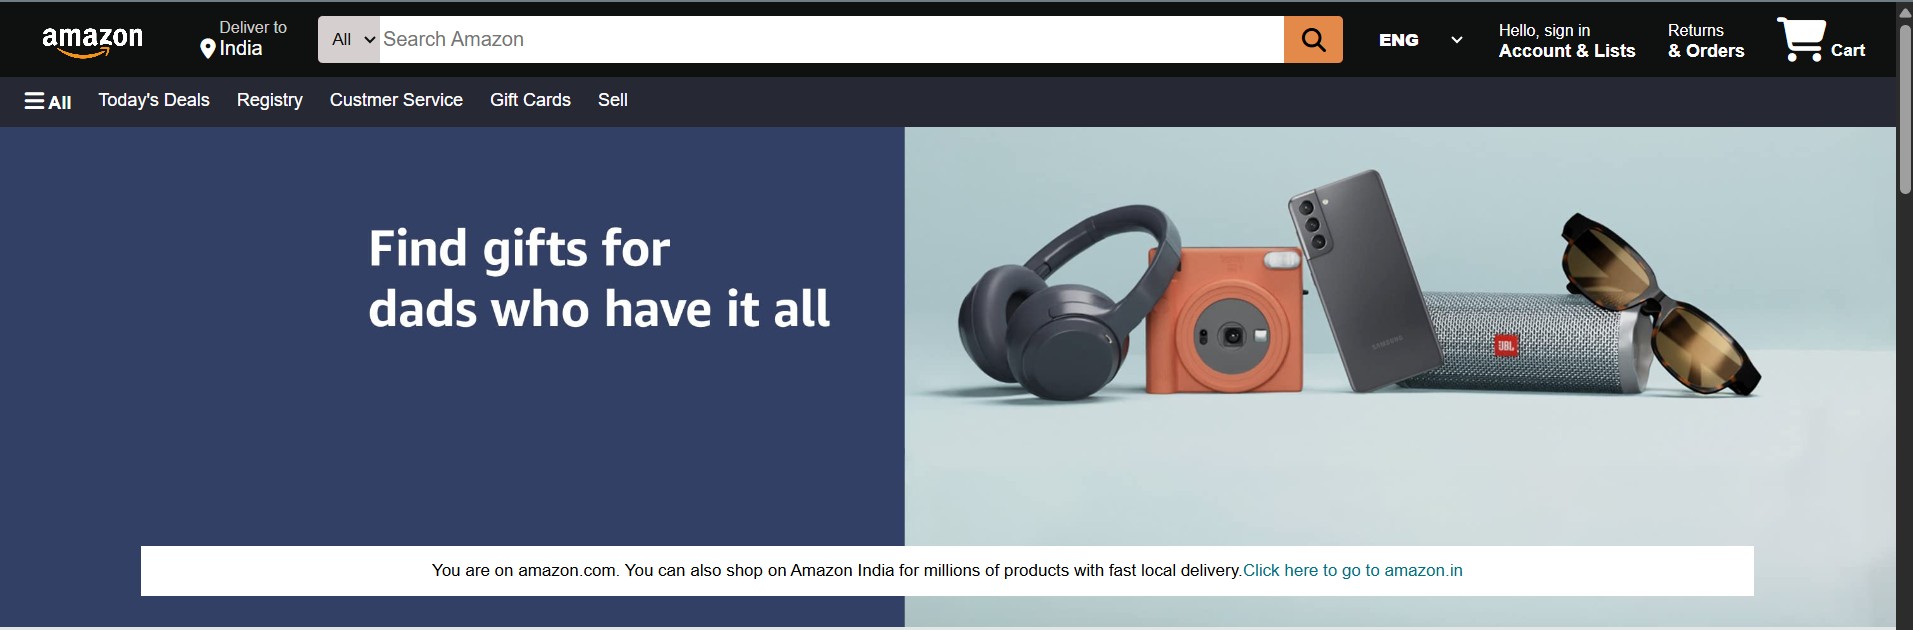 amazon
Deliver to
India
All
Search Amazon
ENG
Hello, sign in
Account & Lists
Returns
& Orders
Cart
All
Today's Deals
Registry
Custmer Service
Gift Cards
Sell
Find gifts for
dads who have it all
SAMSUNG
JBL
You are on amazon.com. You can also shop on Amazon India for millions of products with fast local delivery.Click here to go to amazon.in